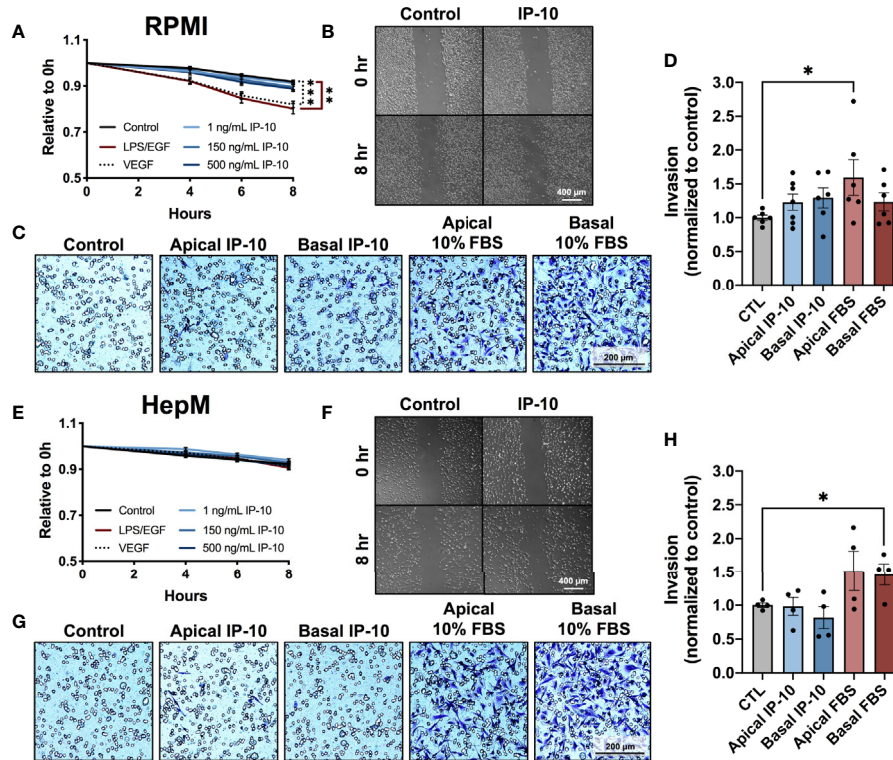 A
RPMI
Relative to 0h
1.1
0.9
0.7
0.5
0
2
4
6
8
Hours
Control
LPS/EGF
VEGF
1 ng/mL IP-10
150 ng/mL IP-10
500 ng/mL IP-10
***
**
B
Control
IP-10
0 hr
8 hr
400 µm
C
Control
Apical IP-10
Basal IP-10
Apical
10% FBS
Basal
10% FBS
200 µm
D
Invasion
(normalized to control)
3.0
2.5
2.0
1.5
1.0
0.5
0.0
*
CTL
Apical IP-10
Basal IP-10
Apical FBS
Basal FBS
E
HepM
Relative to 0h
1.1
0.9
0.7
0.5
0
2
4
6
8
Hours
Control
LPS/EGF
VEGF
1 ng/mL IP-10
150 ng/mL IP-10
500 ng/mL IP-10
F
Control
IP-10
0 hr
8 hr
400 µm
G
Control
Apical IP-10
Basal IP-10
Apical
10% FBS
Basal
10% FBS
200 µm
H
Invasion
(normalized to control)
3.0
2.5
2.0
1.5
1.0
0.5
0.0
*
CTL
Apical IP-10
Basal IP-10
Apical FBS
Basal FBS